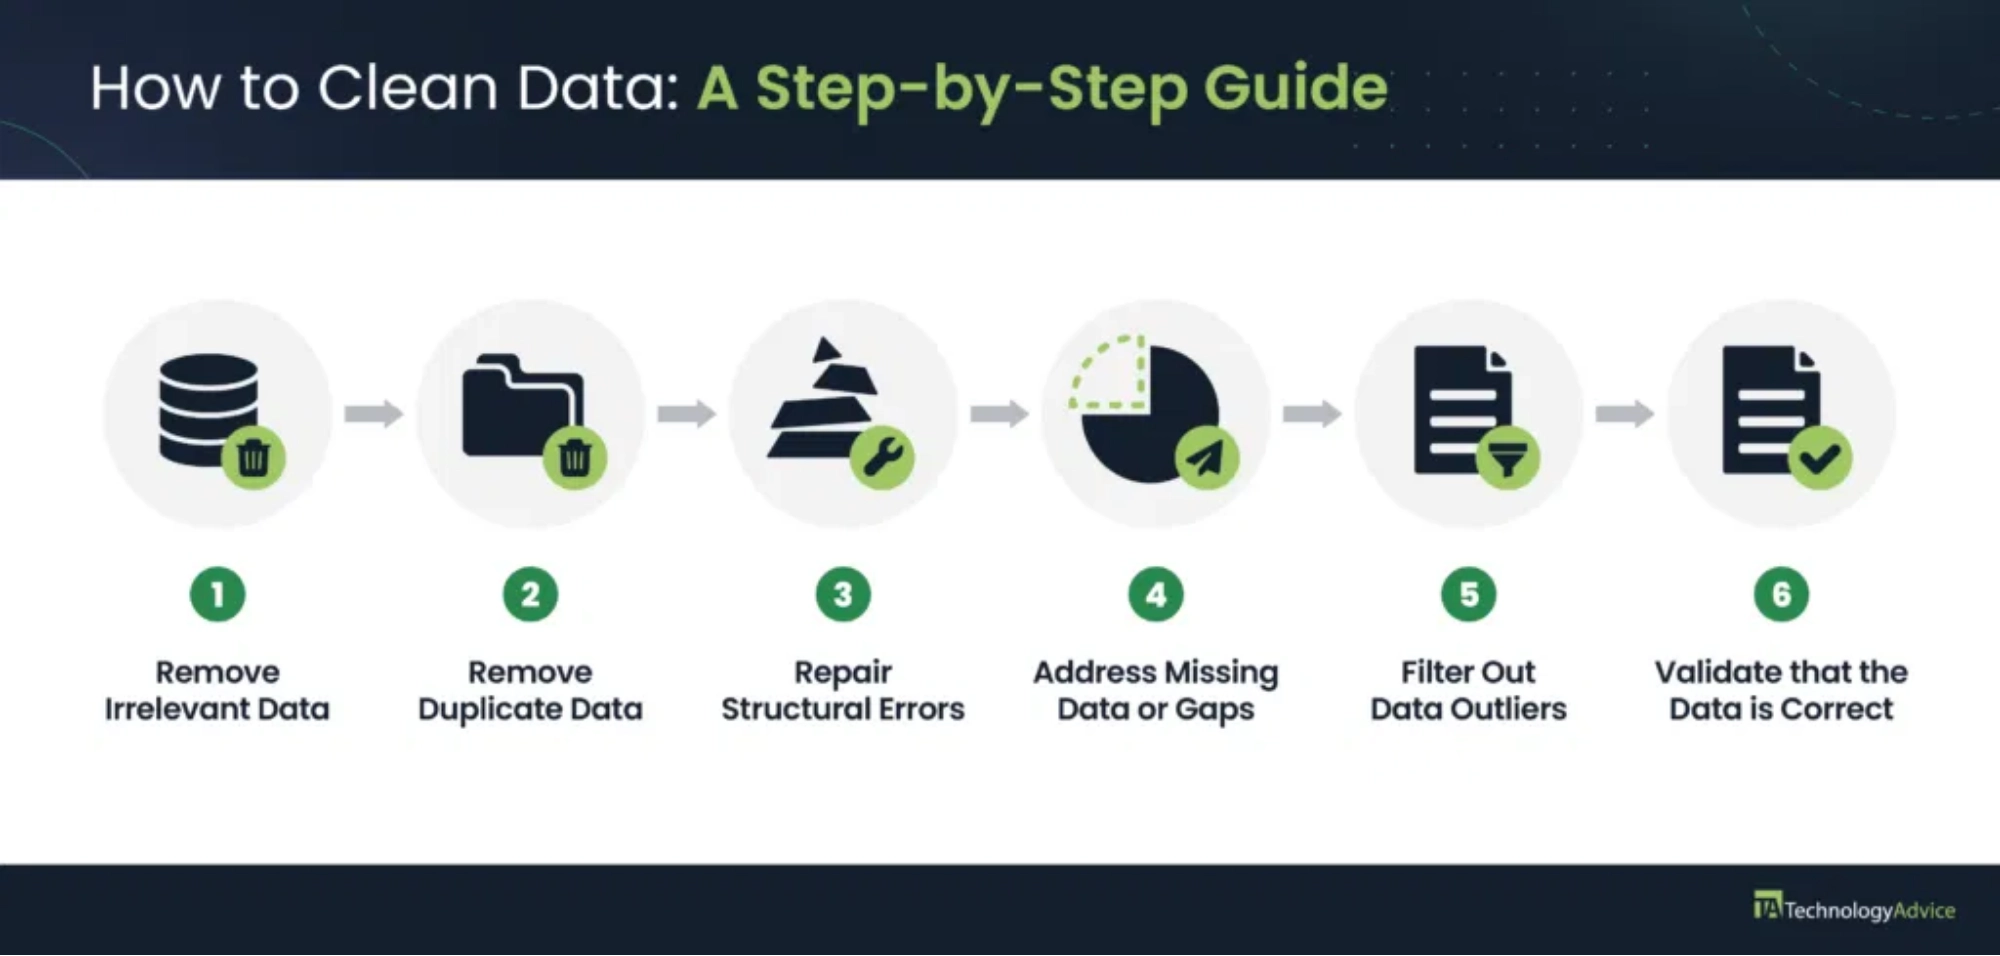 How to Clean Data: A Step-by-Step Guide
1
Remove
Irrelevant Data
2
Remove
Duplicate Data
3
Repair
Structural Errors
4
Address Missing
Data or Gaps
5
Filter Out
Data Outliers
6
Validate that the
Data is Correct
TA TechnologyAdvice